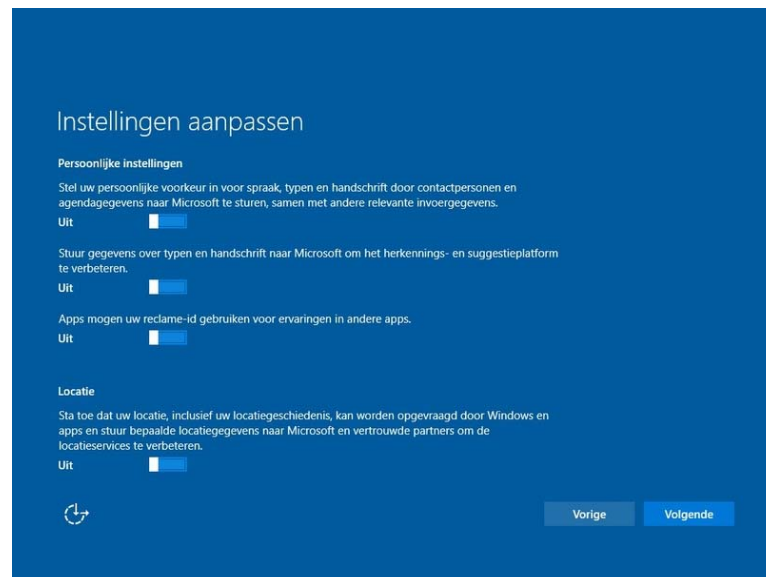 Instellingen aanpassen
Persoonlijke instellingen
Stel uw persoonlijke voorkeur in voor spraak, typen en handschrift door contactpersonen en
agendagegevens naar Microsoft te sturen, samen met andere relevante invoergegevens.
Uit
Stuur gegevens over typen en handschrift naar Microsoft om het herkennings- en suggestieplatform
te verbeteren.
Uit
Apps mogen uw reclame-id gebruiken voor ervaringen in andere apps.
Uit
Locatie
Sta toe dat uw locatie, inclusief uw locatiegeschiedenis, kan worden opgevraagd door Windows en
apps en stuur bepaalde locatiegegevens naar Microsoft en vertrouwde partners om de
locatieservices te verbeteren.
Uit
Vorige
Volgende